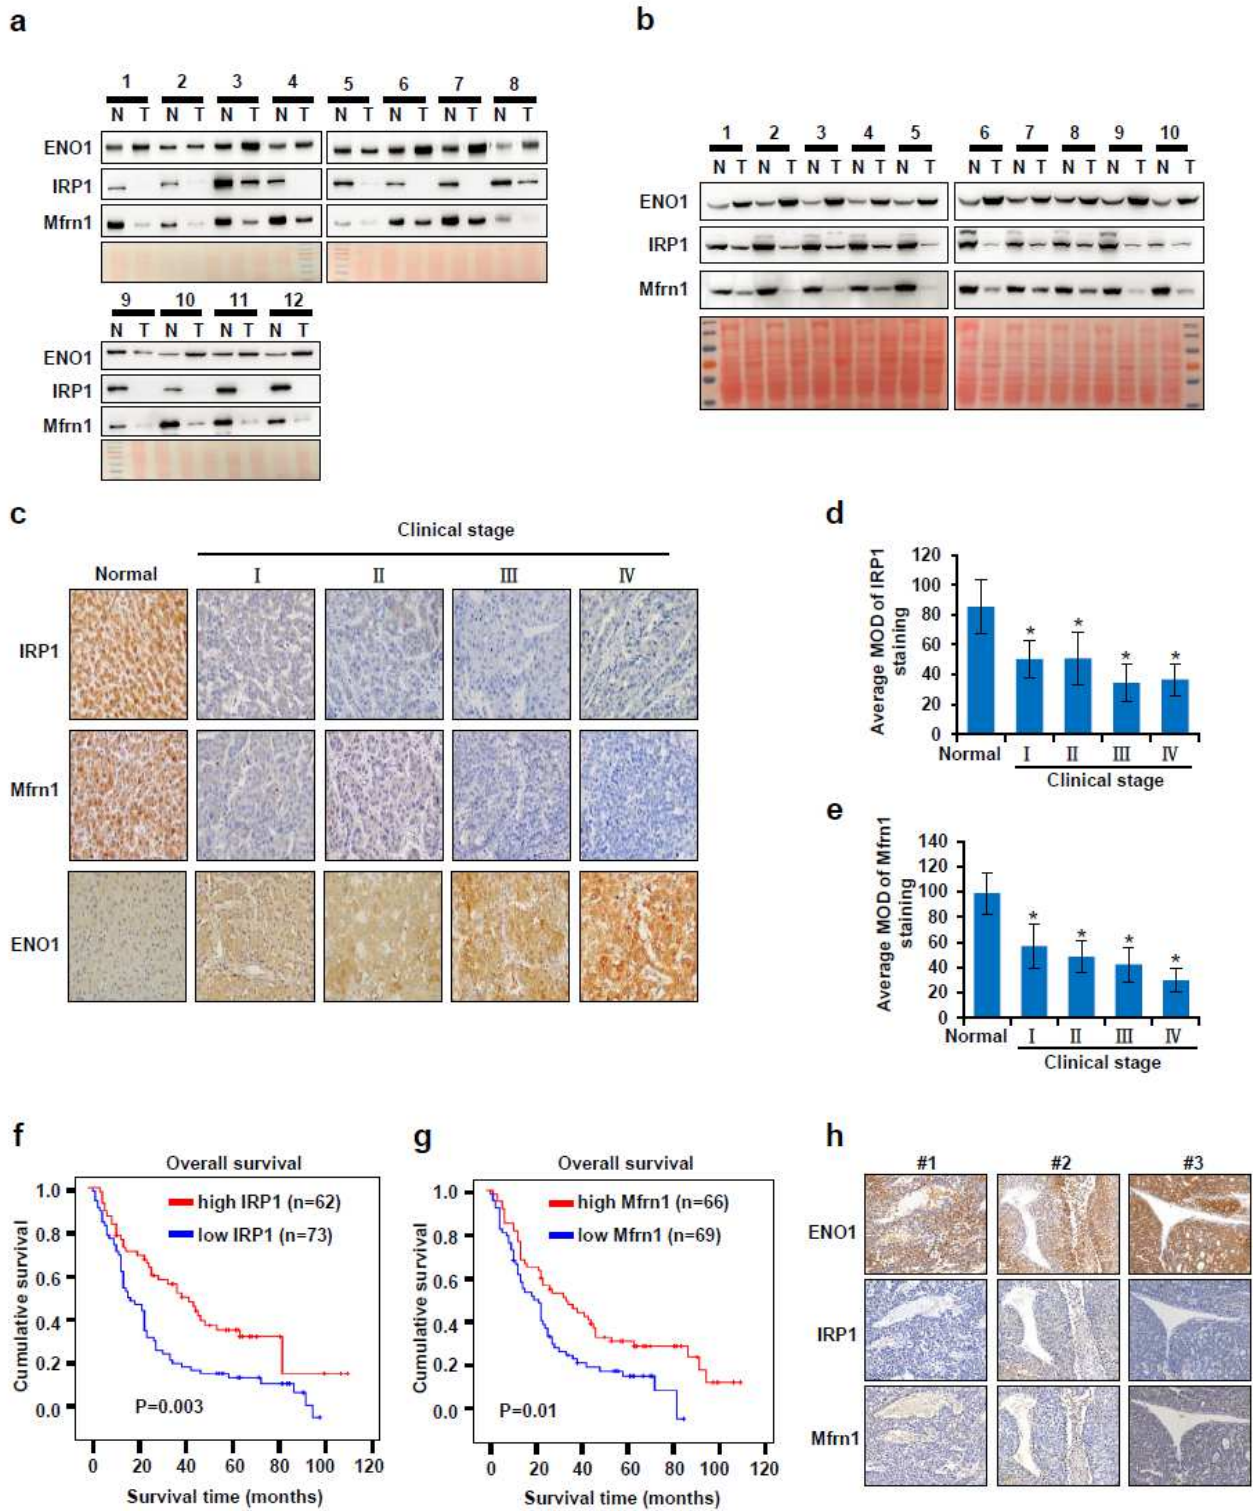 a
1 2 3 4 5 6 7 8
N T N T N T N T N T N T N T N T
ENO1
IRP1
Mfrn1
9 10 11 12
N T N T N T N T
ENO1
IRP1
Mfrn1
b
1 2 3 4 5 6 7 8 9 10
N T N T N T N T N T N T N T N T N T N T
ENO1
IRP1
Mfrn1
c
Clinical stage
Normal I II III IV
IRP1
Mfrn1
ENO1
d
Average MOD of IRP1
staining
120
100
80
60
40
20
0
* * * *
Normal I II III IV
Clinical stage
e
Average MOD of Mfrn1
staining
140
120
100
80
60
40
20
0
* * * *
Normal I II III IV
Clinical stage
f
Overall survival
high IRP1 (n=62)
low IRP1 (n=73)
Cumulative survival
1.0
0.8
0.6
0.4
0.2
0.0
P=0.003
0 20 40 60 80 100 120
Survival time (months)
g
Overall survival
high Mfrn1 (n=66)
low Mfrn1 (n=69)
Cumulative survival
1.0
0.8
0.6
0.4
0.2
0.0
P=0.01
0 20 40 60 80 100 120
Survival time (months)
h
#1 #2 #3
ENO1
IRP1
Mfrn1